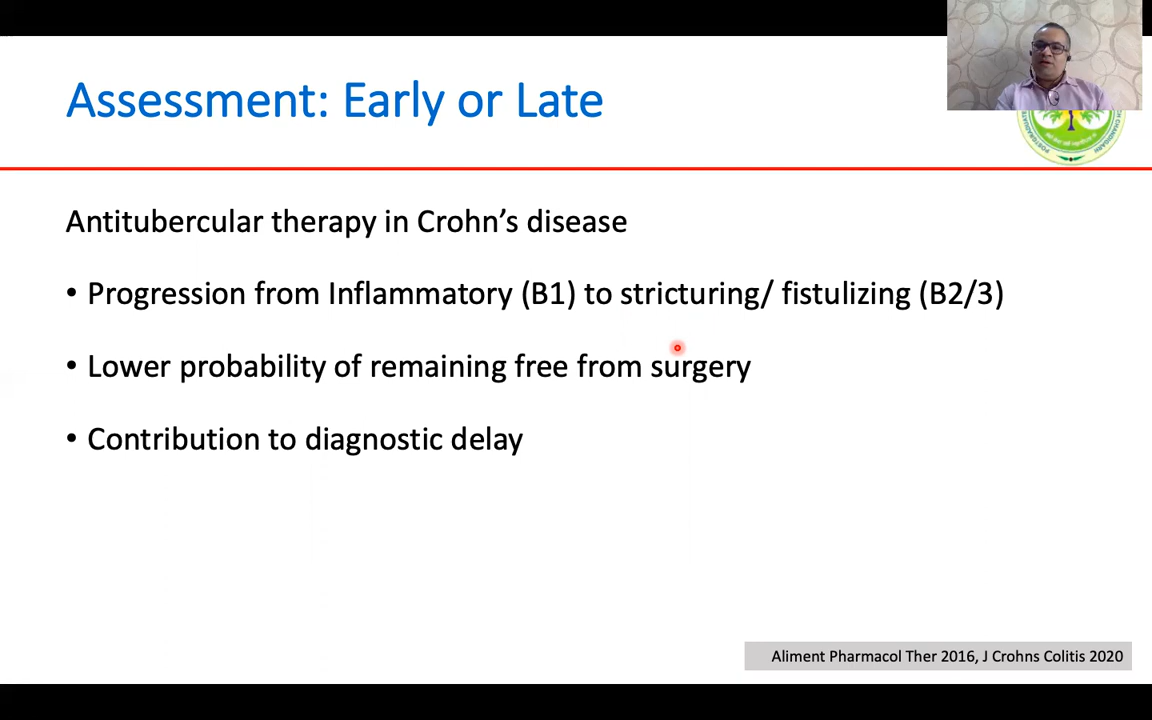 Assessment: Early or Late
Antitubercular therapy in Crohn’s disease
• Progression from Inflammatory (B1) to stricturing/ fistulizing (B2/3)
• Lower probability of remaining free from surgery
• Contribution to diagnostic delay
Aliment Pharmacol Ther 2016, J Crohns Colitis 2020